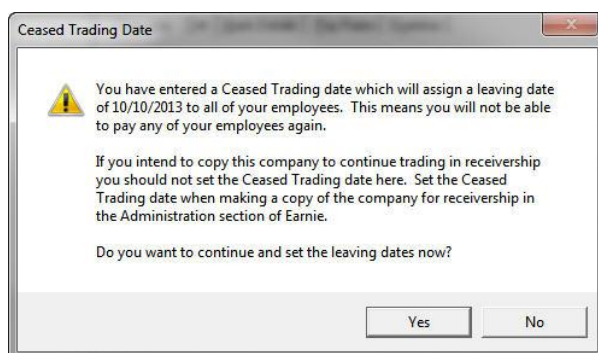 Ceased Trading Date
You have entered a Ceased Trading date which will assign a leaving date
of 10/10/2013 to all of your employees.  This means you will not be able
to pay any of your employees again.
If you intend to copy this company to continue trading in receivership
you should not set the Ceased Trading date here.  Set the Ceased
Trading date when making a copy of the company for receivership in
the Administration section of Earnie.
Do you want to continue and set the leaving dates now?
Yes
No